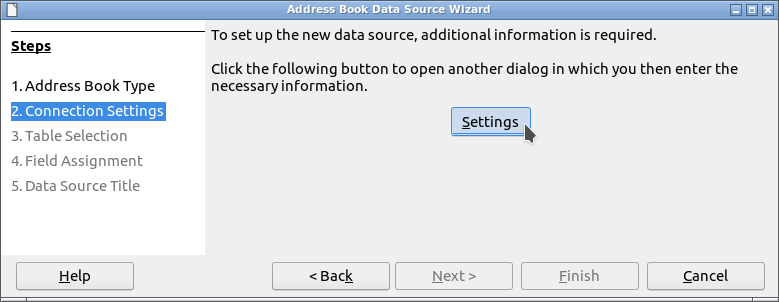 Address Book Data Source Wizard
Steps
1. Address Book Type
2. Connection Settings
3. Table Selection
4. Field Assignment
5. Data Source Title
To set up the new data source, additional information is required.
Click the following button to open another dialog in which you then enter the
necessary information.
Settings
Help
< Back
Next >
Finish
Cancel